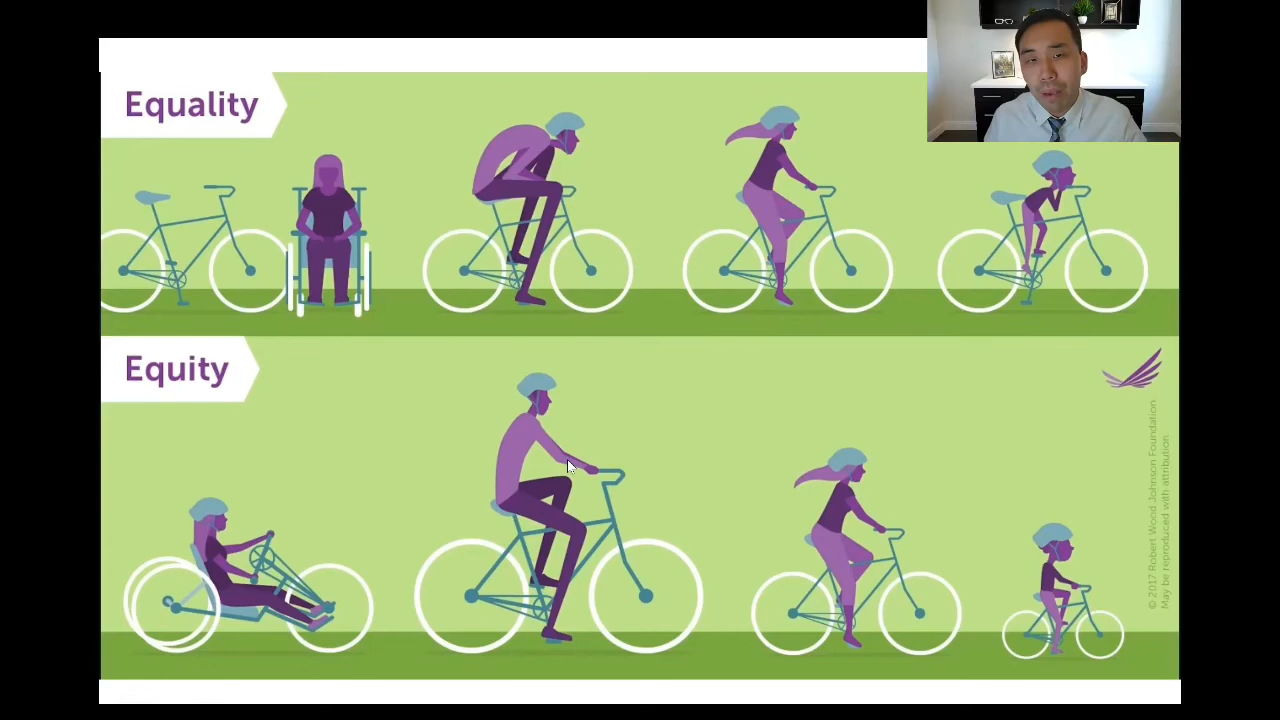 Equality
Equity
© 2017 Robert Wood Johnson Foundation
May be reproduced with attribution